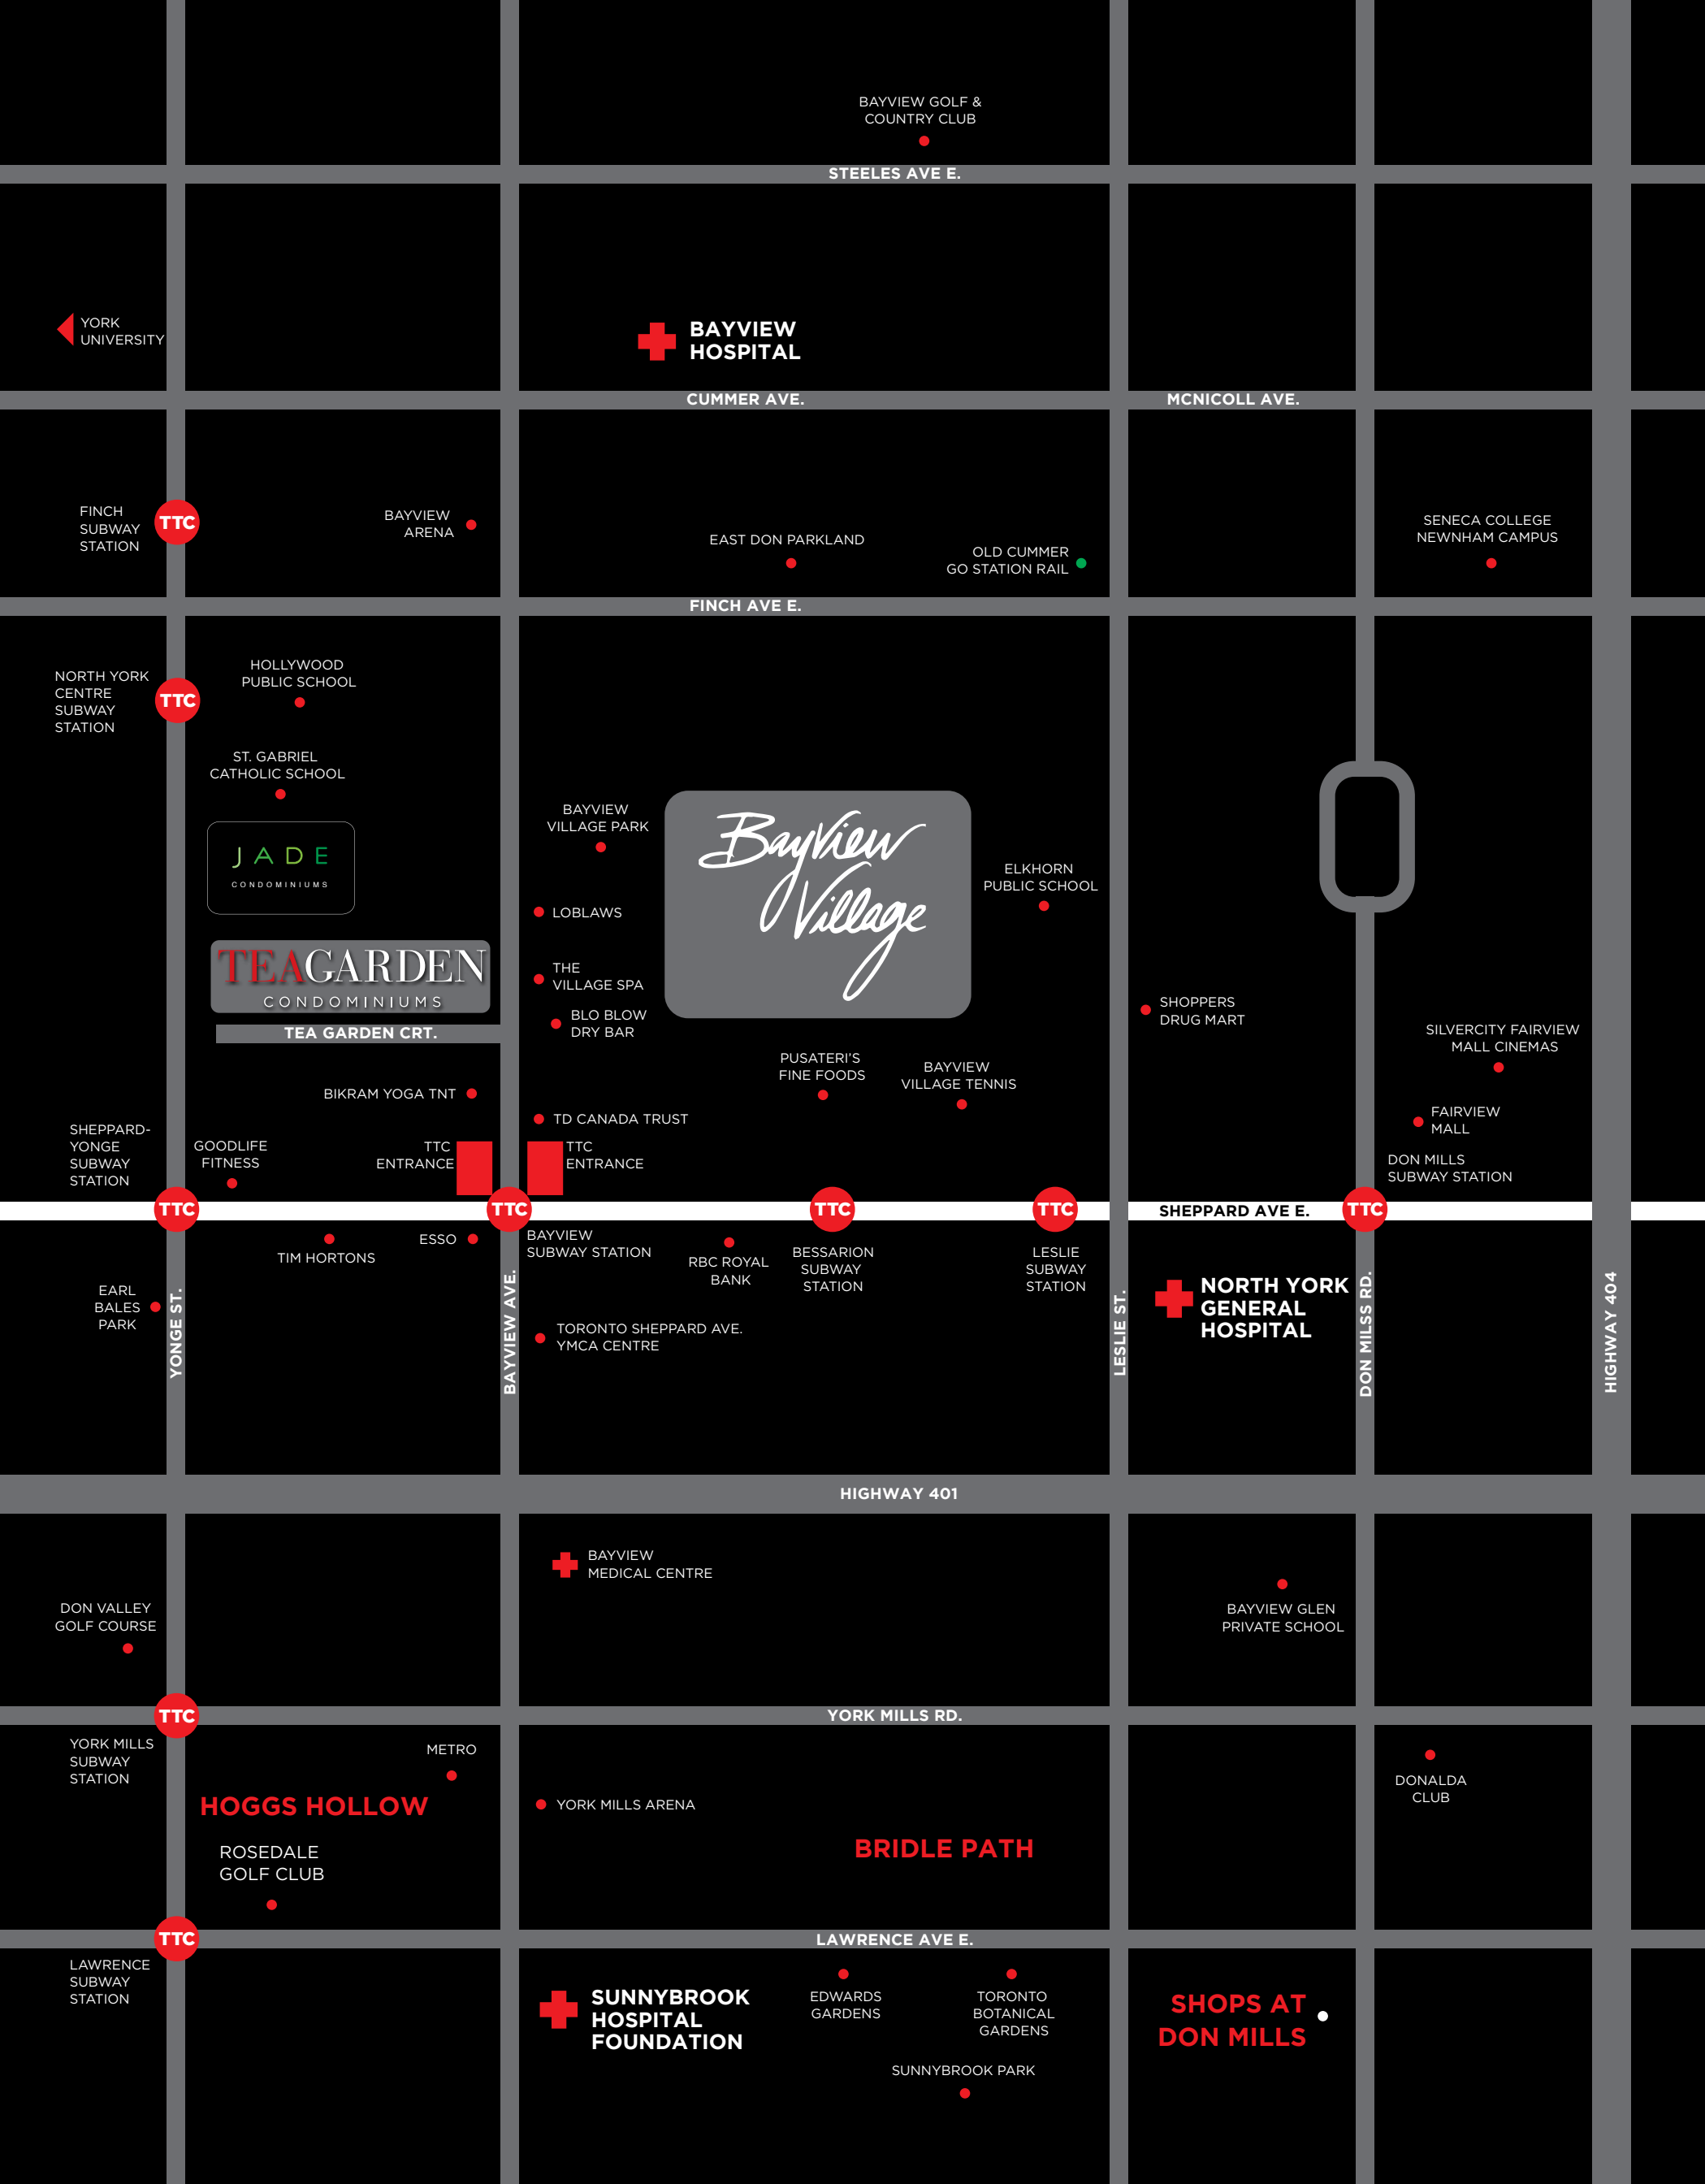 BAYVIEW GOLF &
COUNTRY CLUB
STEELES AVE E.
YORK
UNIVERSITY
BAYVIEW
HOSPITAL
CUMMER AVE.
MCNICOLL AVE.
FINCH
SUBWAY
STATION
TTC
BAYVIEW
ARENA
EAST DON PARKLAND
OLD CUMMER
GO STATION RAIL
SENECA COLLEGE
NEWNHAM CAMPUS
FINCH AVE E.
NORTH YORK
CENTRE
SUBWAY
STATION
TTC
HOLLYWOOD
PUBLIC SCHOOL
ST. GABRIEL
CATHOLIC SCHOOL
JADE
CONDOMINIUMS
BAYVIEW
VILLAGE PARK
Bayview
Village
ELKHORN
PUBLIC SCHOOL
LOBLAWS
TEAGARDEN
CONDOMINIUMS
THE
VILLAGE SPA
BLO BLOW
DRY BAR
TEA GARDEN CRT.
SHOPPERS
DRUG MART
SILVERCITY FAIRVIEW
MALL CINEMAS
PUSATERI'S
FINE FOODS
BAYVIEW
VILLAGE TENNIS
BIKRAM YOGA TNT
TD CANADA TRUST
FAIRVIEW
MALL
SHEPPARD-
YONGE
SUBWAY
STATION
GOODLIFE
FITNESS
TTC
ENTRANCE
TTC
ENTRANCE
DON MILLS
SUBWAY STATION
TTC
TTC
TTC
TTC
SHEPPARD AVE E.
TTC
TIM HORTONS
ESSO
BAYVIEW
SUBWAY STATION
RBC ROYAL
BANK
BESSARION
SUBWAY
STATION
LESLIE
SUBWAY
STATION
EARL
BALES
PARK
YONGE ST.
BAYVIEW AVE.
TORONTO SHEPPARD AVE.
YMCA CENTRE
LESLIE ST.
NORTH YORK
GENERAL
HOSPITAL
DON MILSS RD.
HIGHWAY 404
HIGHWAY 401
BAYVIEW
MEDICAL CENTRE
DON VALLEY
GOLF COURSE
BAYVIEW GLEN
PRIVATE SCHOOL
TTC
YORK MILLS RD.
YORK MILLS
SUBWAY
STATION
METRO
HOGGS HOLLOW
YORK MILLS ARENA
DONALDA
CLUB
ROSEDALE
GOLF CLUB
BRIDLE PATH
TTC
LAWRENCE AVE E.
LAWRENCE
SUBWAY
STATION
SUNNYBROOK
HOSPITAL
FOUNDATION
EDWARDS
GARDENS
TORONTO
BOTANICAL
GARDENS
SHOPS AT
DON MILLS
SUNNYBROOK PARK